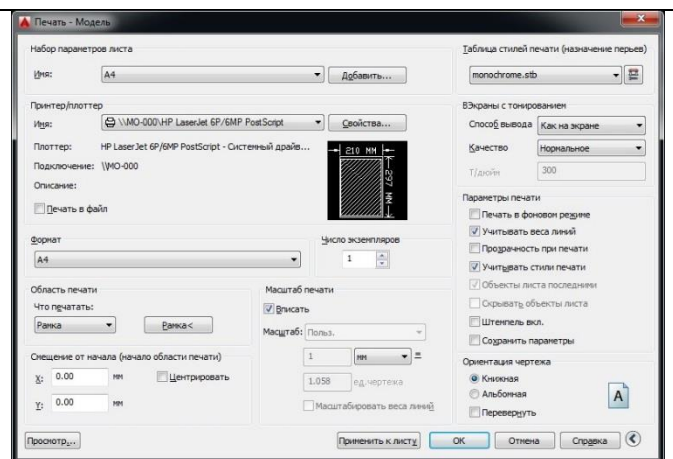 Печать - Модель
Набор параметров листа
Имя:
A4
Добавить...
Таблица стилей печати (назначение перьев)
monochrome.stb
Принтер/плоттер
Имя:
\\MO-000\HP LaserJet 6P/6MP PostScript
Свойства...
Плоттер:
HP LaserJet 6P/6MP PostScript - Системный драйв...
Подключение:
\\MO-000
Описание:
Печать в файл
210 MM
297 MM
ВЭкраны с тонированием
Способ вывода
Как на экране
Качество
Нормальное
Т/дюйм
300
Формат
A4
Число экземпляров
1
Параметры печати
Печать в фоновом режиме
Учитывать веса линий
Прозрачность при печати
Учитывать стили печати
Объекты листа последними
Скрывать объекты листа
Штемпель вкл.
Сохранить параметры
Область печати
Что печатать:
Рамка
Рамка<
Масштаб печати
Вписать
Масштаб:
Польз.
1
мм
=
1.058
ед.чертежа
Масштабировать веса линий
Смещение от начала (начало области печати)
X:
0.00
мм
Центрировать
Y:
0.00
мм
Ориентация чертежа
Книжная
Альбомная
Перевернуть
A
Просмотр...
Применить к листу
ОК
Отмена
Справка